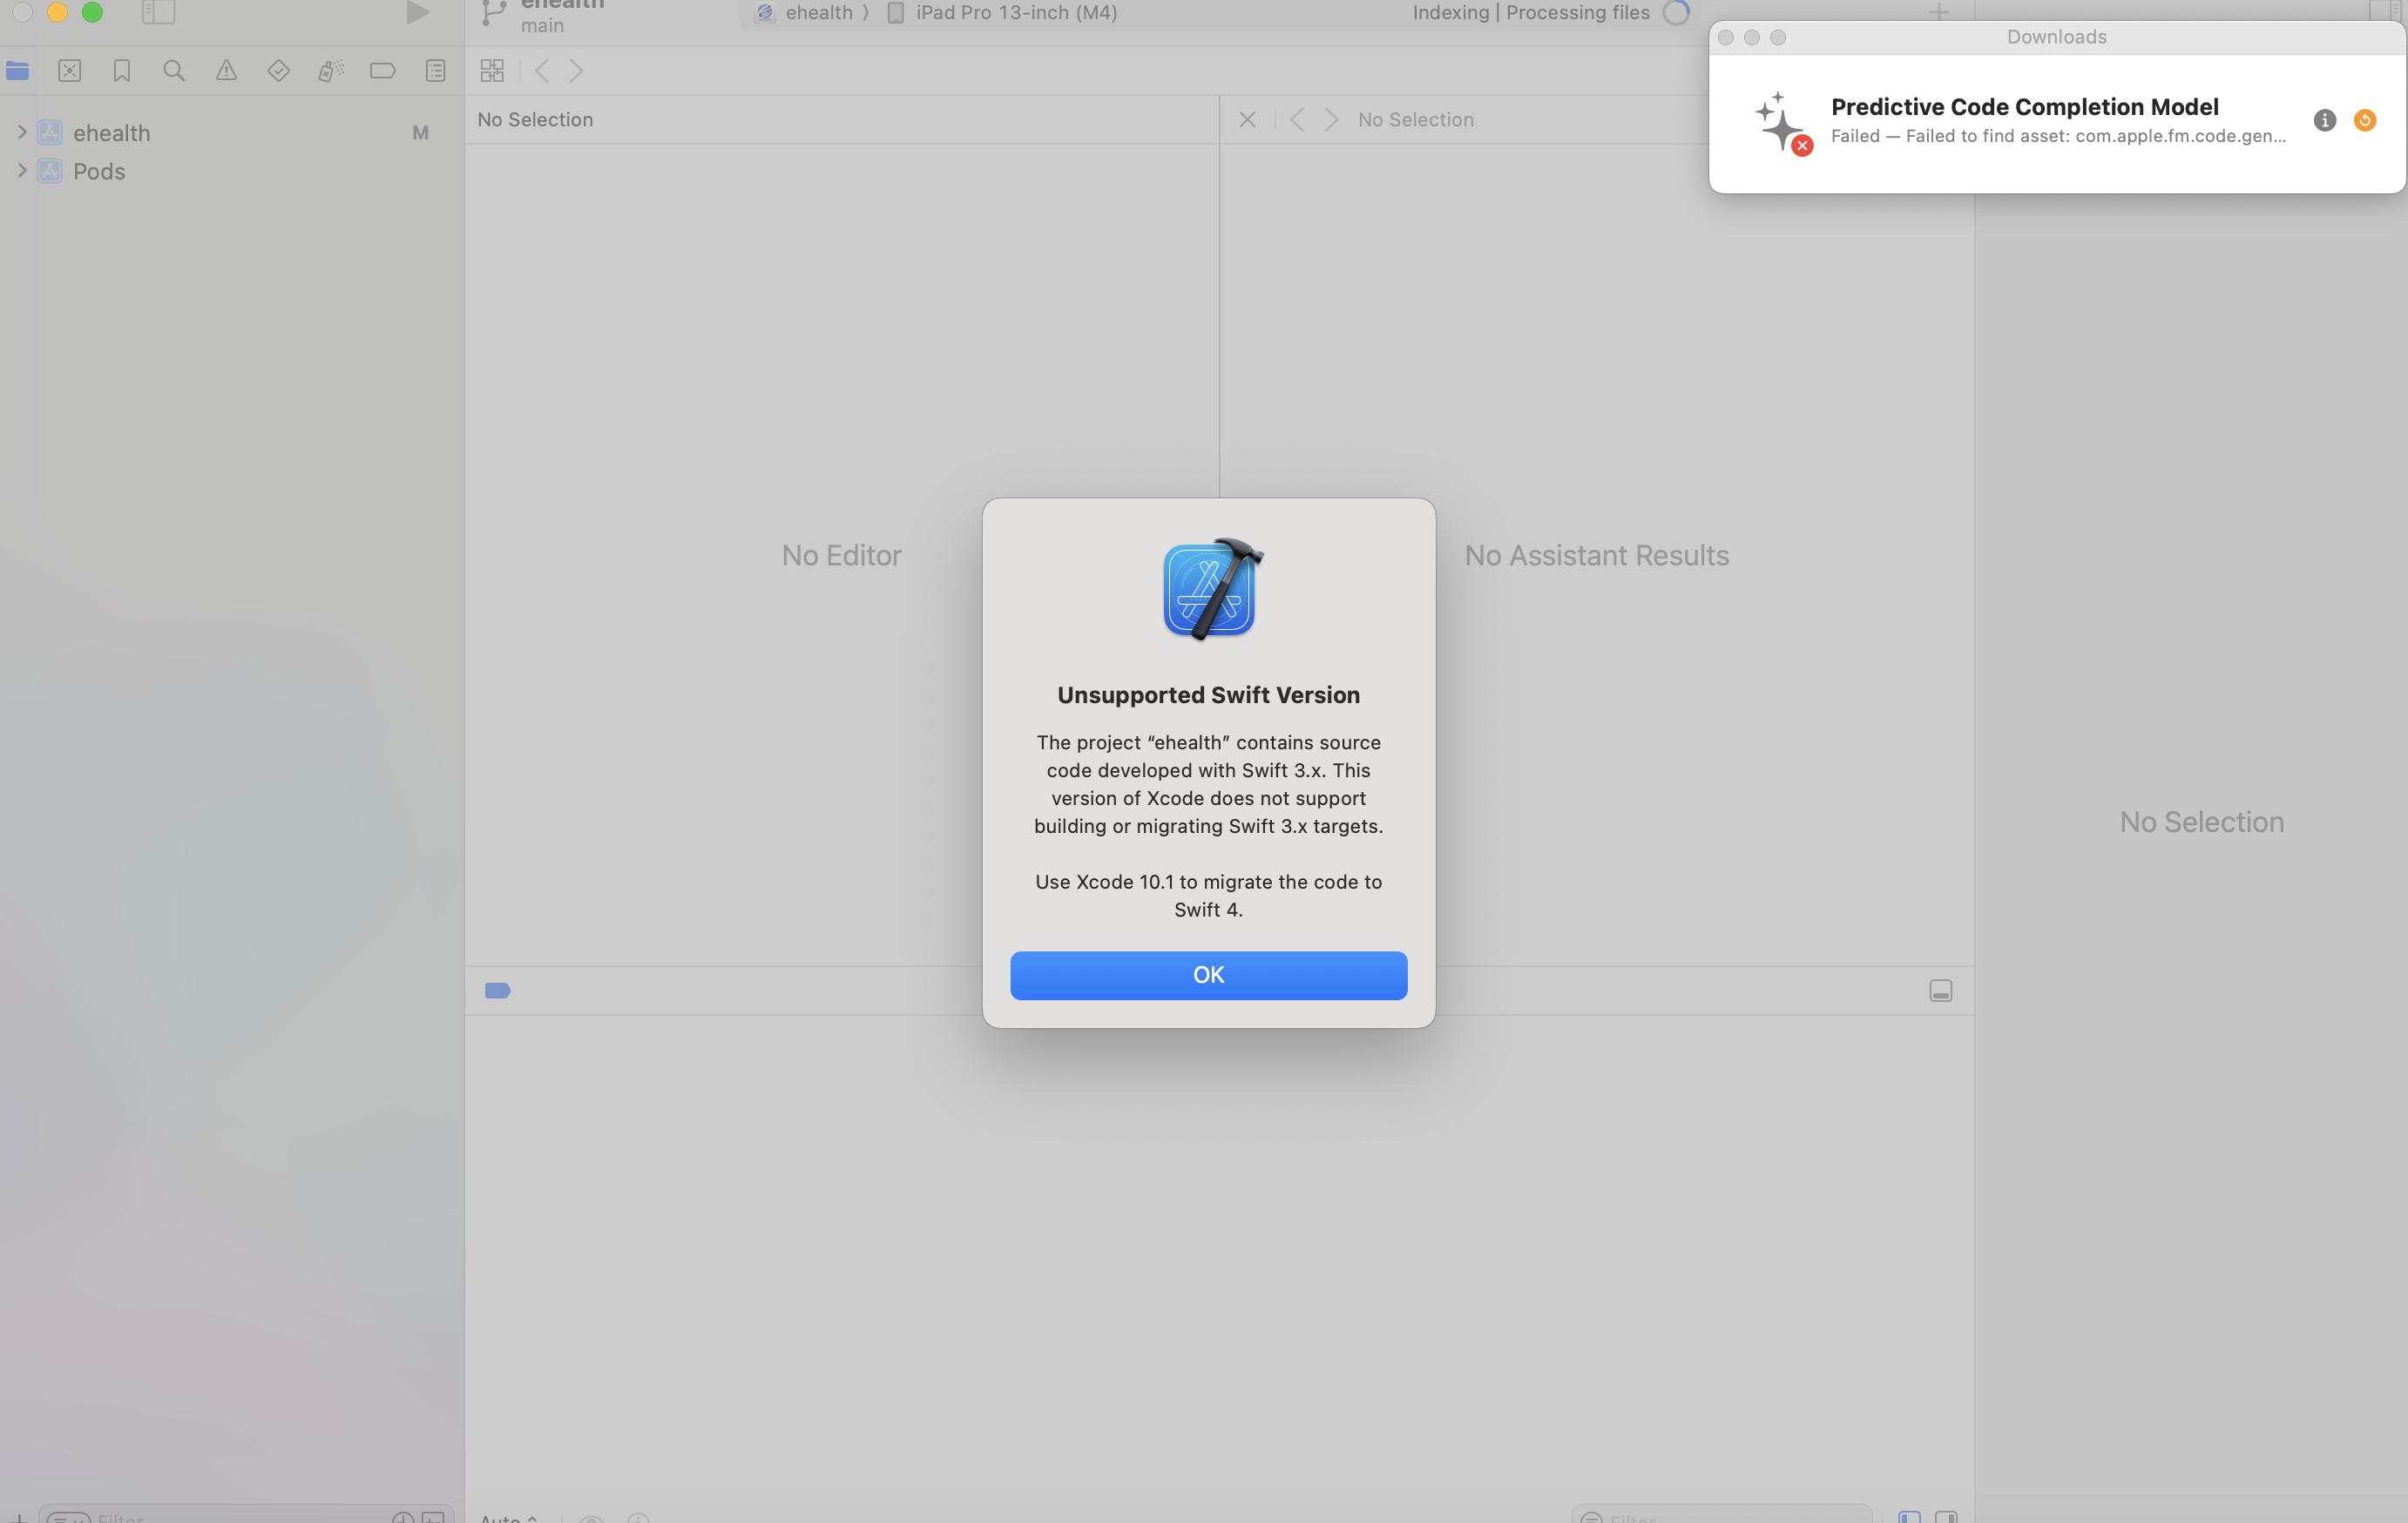 ehealth
main
ehealth
iPad Pro 13-inch (M4)
Indexing | Processing files
Downloads
Predictive Code Completion Model
Failed — Failed to find asset: com.apple.fm.code.gen...
No Selection
No Selection
ehealth
M
Pods
No Editor
No Assistant Results
No Selection
Unsupported Swift Version
The project “ehealth” contains source
code developed with Swift 3.x. This
version of Xcode does not support
building or migrating Swift 3.x targets.
Use Xcode 10.1 to migrate the code to
Swift 4.
OK
Filter
Auto
Filter